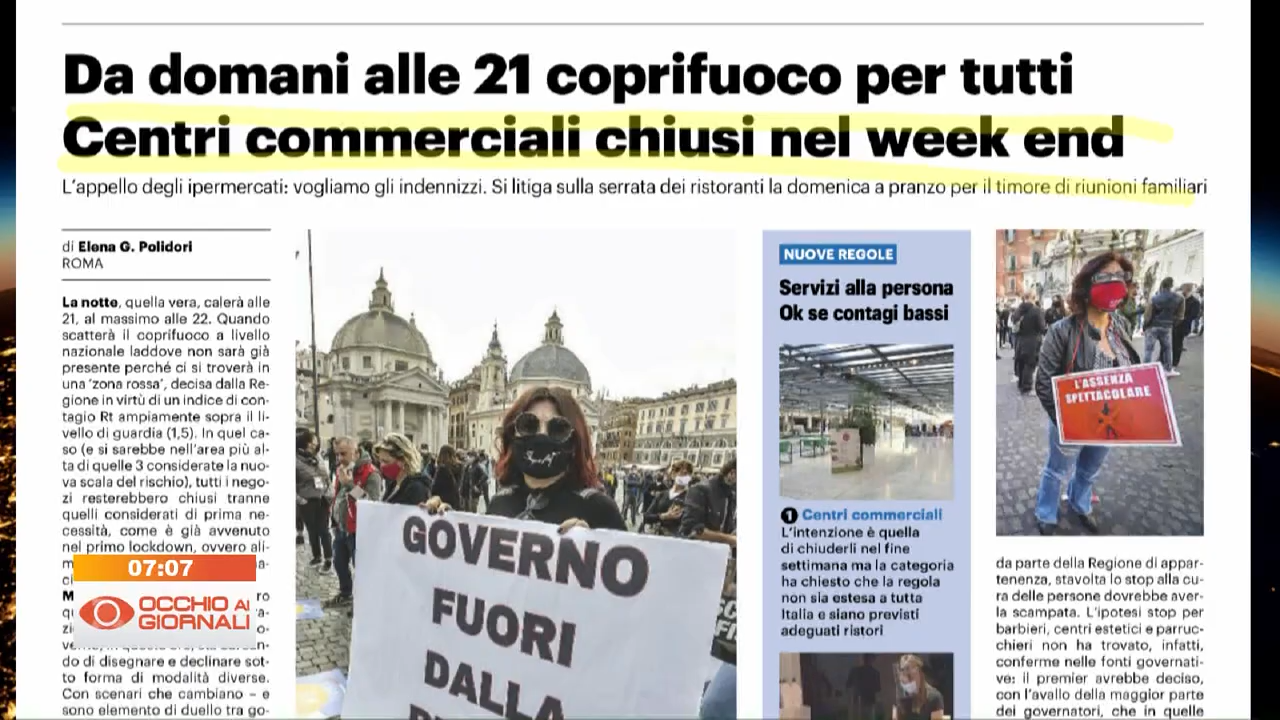 Da domani alle 21 coprifuoco per tutti
Centri commerciali chiusi nel week end
L'appello degli ipermercati: vogliamo gli indennizzi. Si litiga sulla serrata dei ristoranti la domenica a pranzo per il timore di riunioni familiari
di Elena G. Polidori
ROMA
La notte, quella vera, calerà alle
21, al massimo alle 22. Quando
scatterà il coprifuoco a livello
nazionale laddove non sarà già
presente perché ci si troverà in
una 'zona rossa', decisa dalla Re-
gione in virtù di un indice di con-
tagio Rt ampiamente sopra il li-
vello di guardia (1,5). In quel ca-
so (e si sarebbe nell'area più al-
ta di quelle 3 considerate la nuo-
va scala del rischio), tutti i nego-
zi resterebbero chiusi tranne
quelli considerati di prima ne-
cessità, come è già avvenuto
nel primo lockdown, ovvero ali-
07:07
OCCHIO AI
GIORNALI
do di disegnare e declinare sot-
to forma di modalità diverse.
Con scenari che cambiano – e
sono elemento di duello tra go-
GOVERNO
FUORI
DALLA
NUOVE REGOLE
Servizi alla persona
Ok se contagi bassi
1 Centri commerciali
L'intenzione è quella
di chiuderli nel fine
settimana ma la categoria
ha chiesto che la regola
non sia estesa a tutta
Italia e siano previsti
adeguati ristori
L'ASSENZA
SPETTACOLARE
da parte della Regione di appar-
tenenza, stavolta lo stop alla cu-
ra delle persone dovrebbe aver-
la scampata. L'ipotesi stop per
barbieri, centri estetici e parruc-
chieri non ha trovato, infatti,
conferme nelle fonti governati-
ve: il premier avrebbe deciso,
con l'avallo della maggior parte
dei governatori, che in quelle